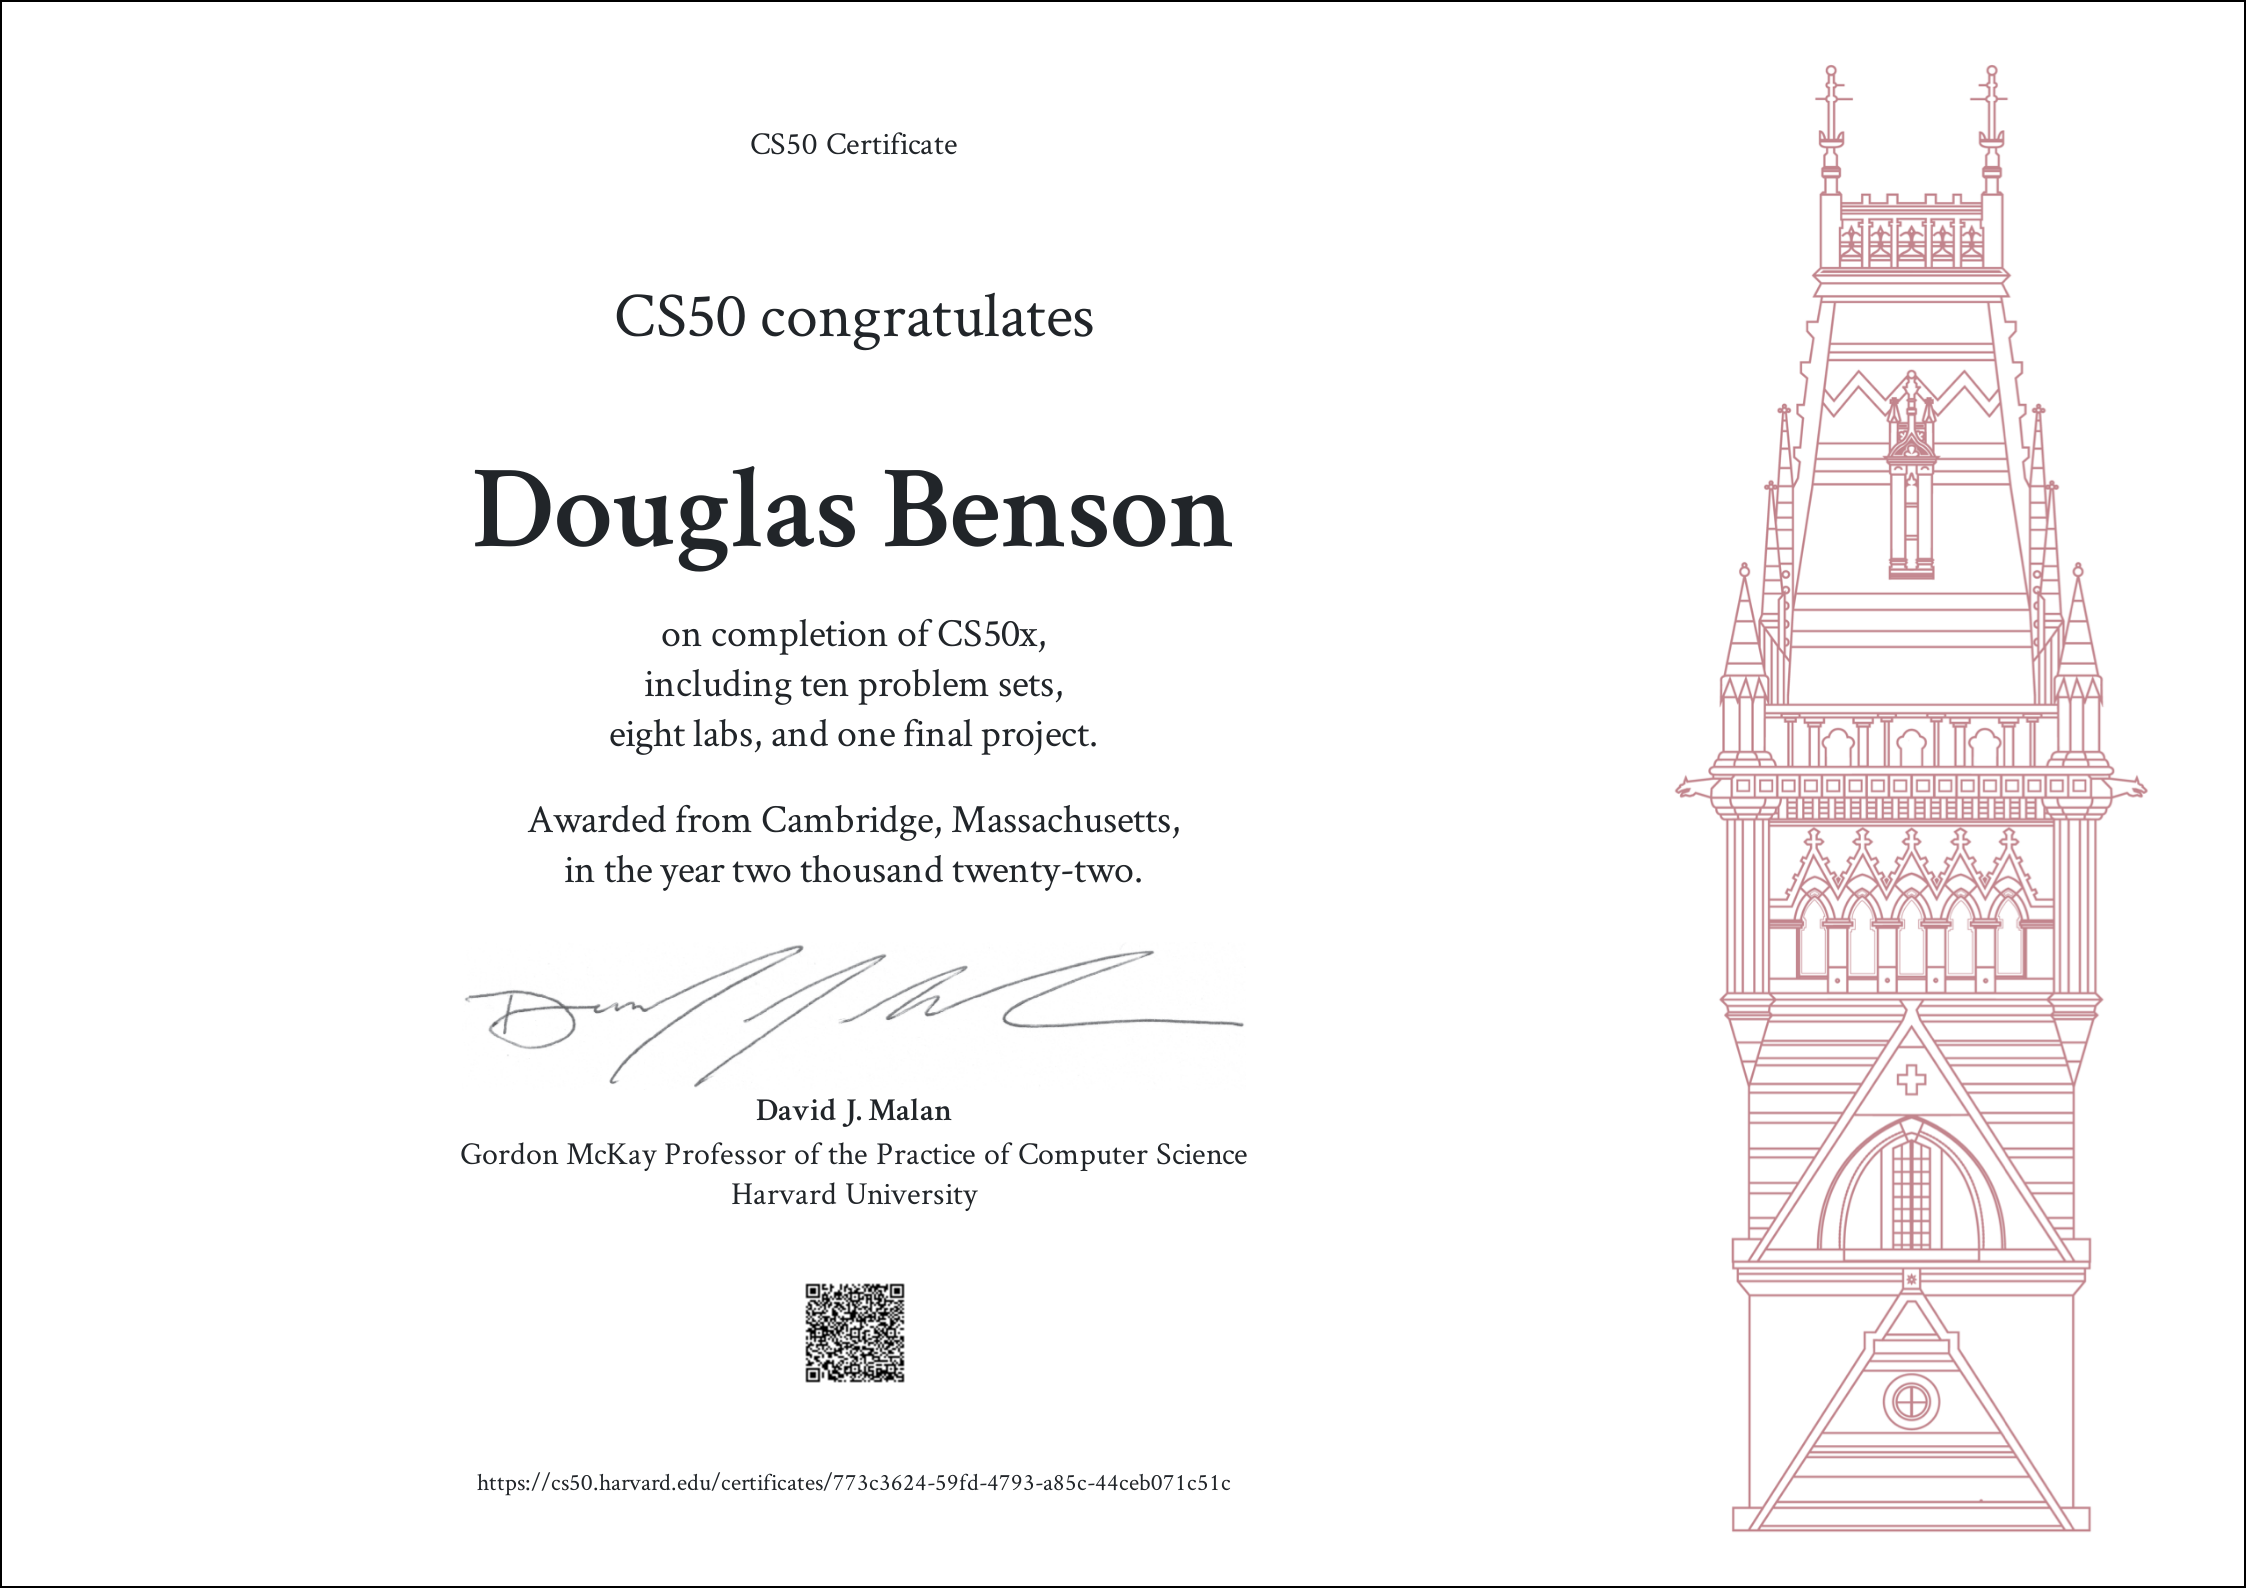 CS50 Certificate
CS50 congratulates
Douglas Benson
on completion of CS50x,
including ten problem sets,
eight labs, and one final project.
Awarded from Cambridge, Massachusetts,
in the year two thousand twenty-two.
David J. Malan
Gordon McKay Professor of the Practice of Computer Science
Harvard University
https://cs50.harvard.edu/certificates/773c3624-59fd-4793-a85c-44ceb071c51c